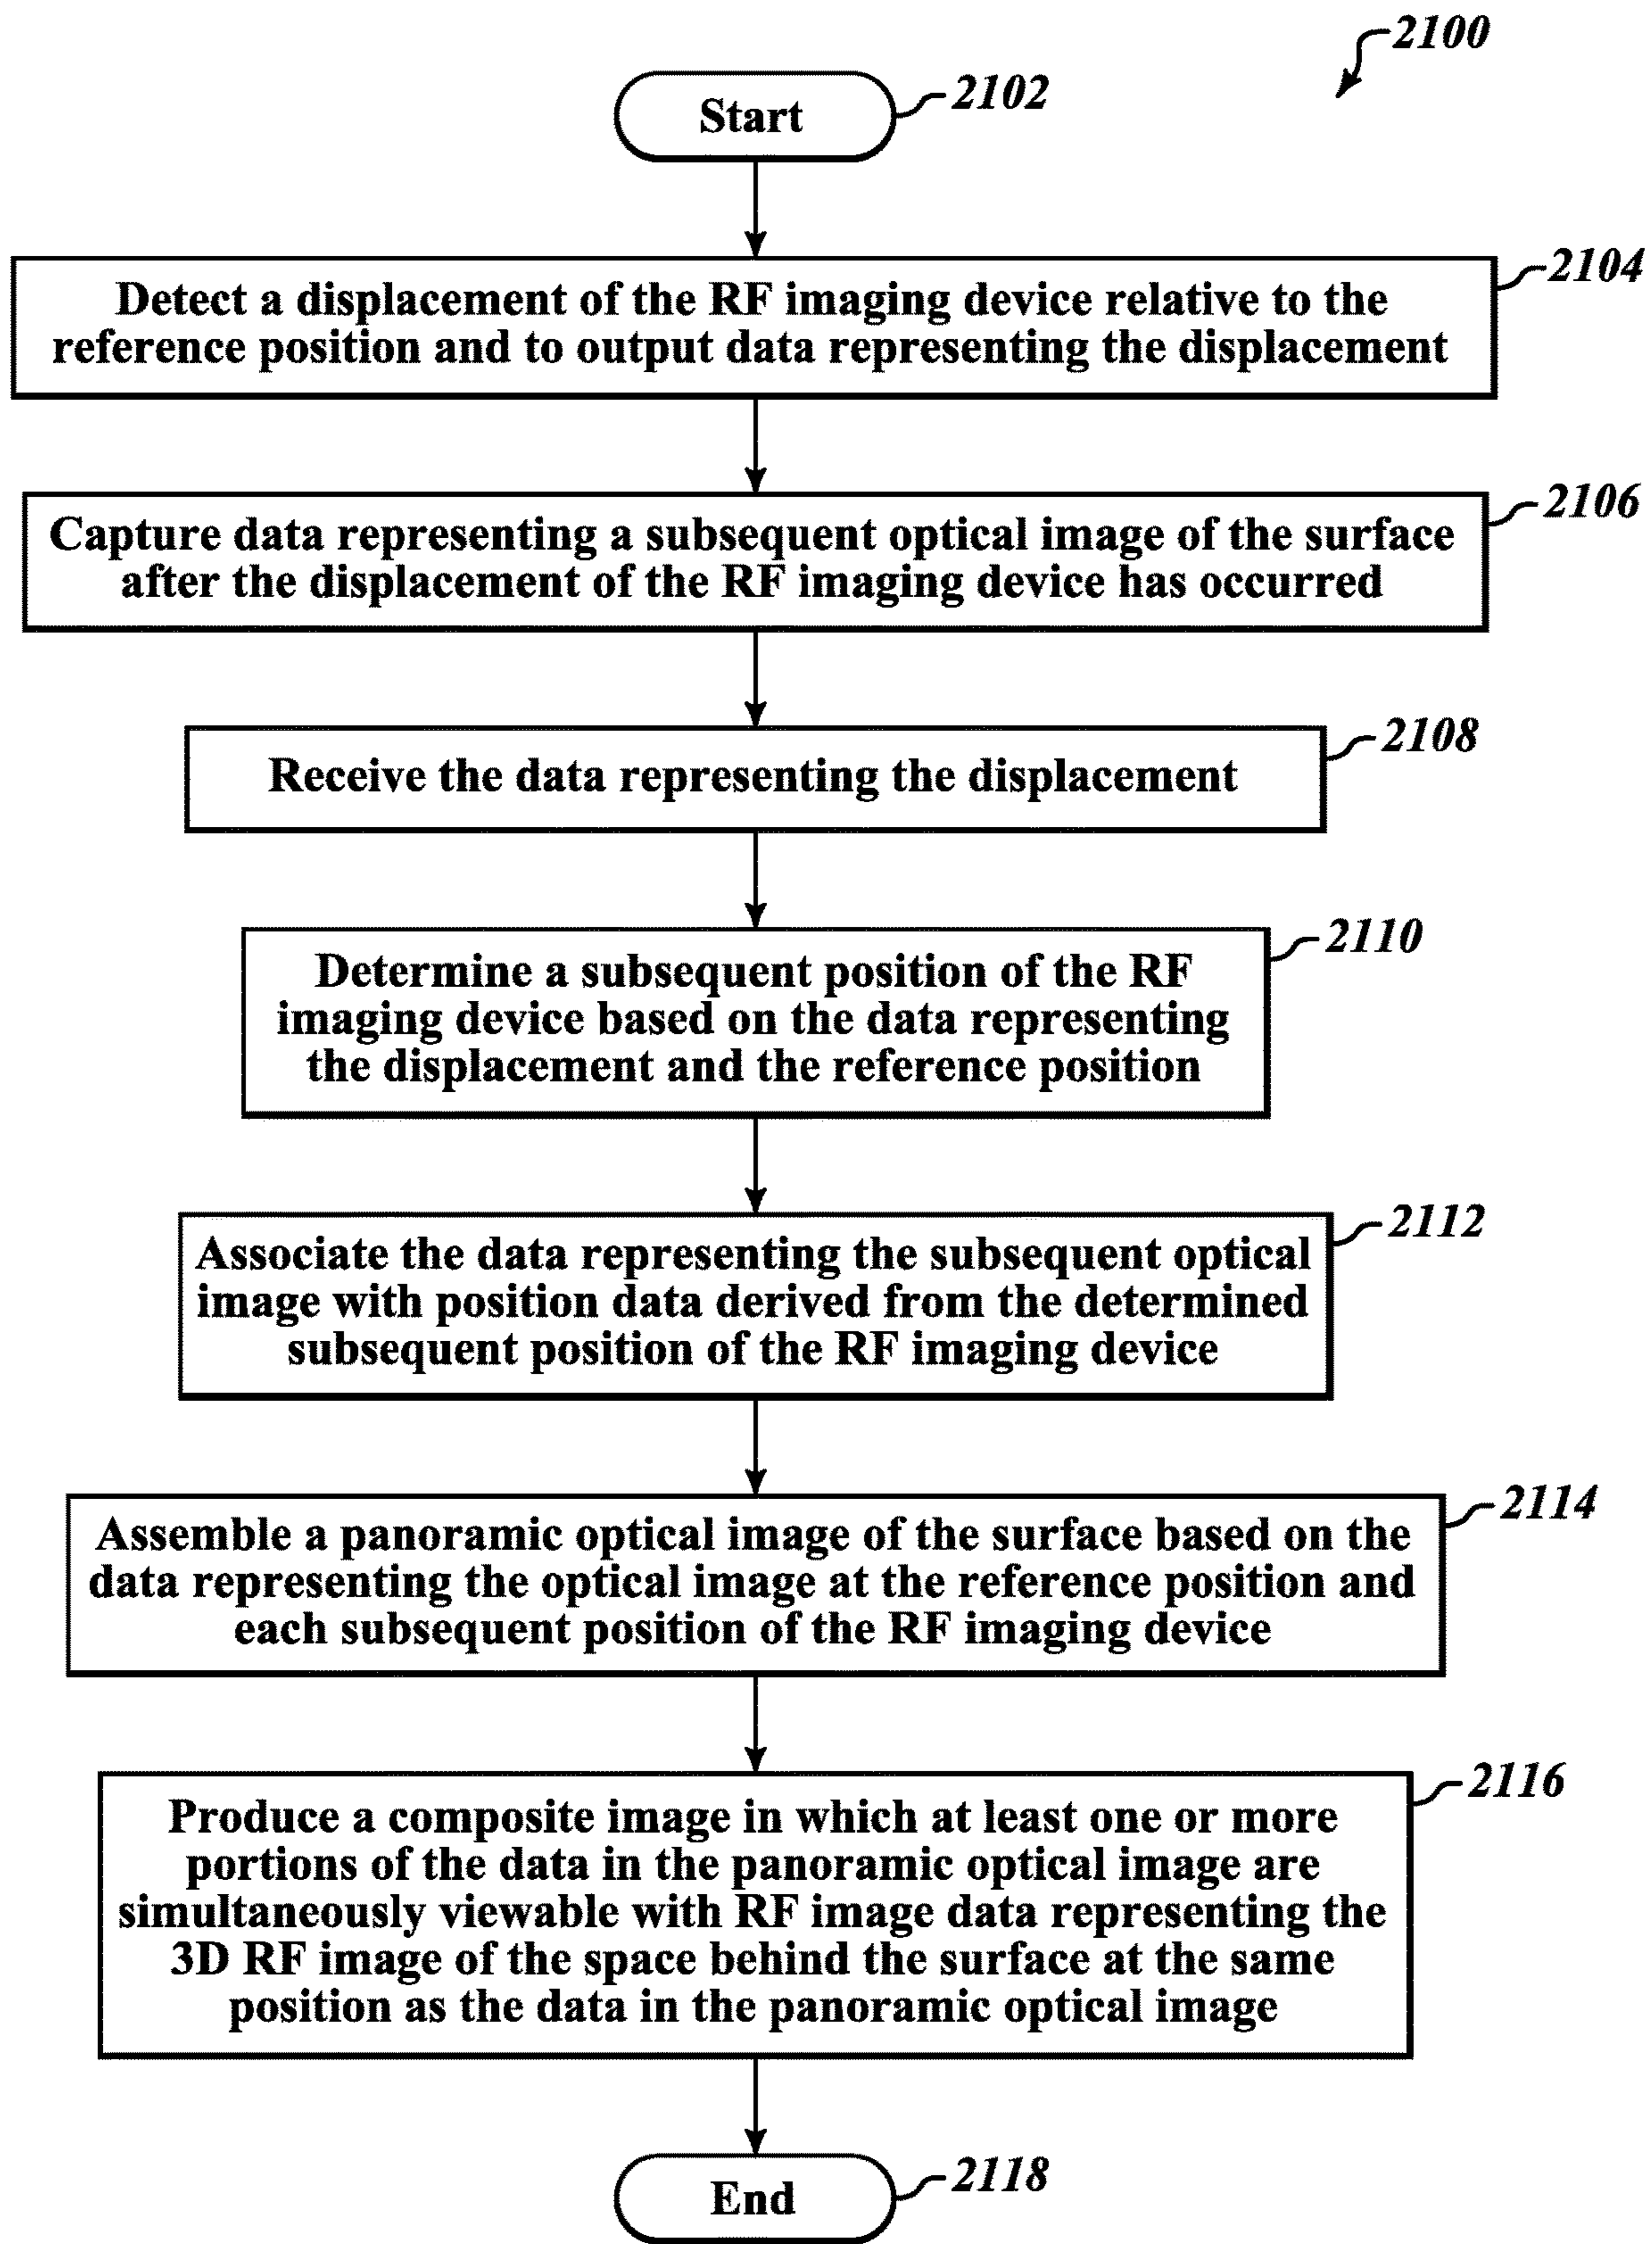 2100
Start
2102
2104
Detect a displacement of the RF imaging device relative to the
reference position and to output data representing the displacement
2106
Capture data representing a subsequent optical image of the surface
after the displacement of the RF imaging device has occurred
2108
Receive the data representing the displacement
2110
Determine a subsequent position of the RF
imaging device based on the data representing
the displacement and the reference position
2112
Associate the data representing the subsequent optical
image with position data derived from the determined
subsequent position of the RF imaging device
2114
Assemble a panoramic optical image of the surface based on the
data representing the optical image at the reference position and
each subsequent position of the RF imaging device
2116
Produce a composite image in which at least one or more
portions of the data in the panoramic optical image are
simultaneously viewable with RF image data representing the
3D RF image of the space behind the surface at the same
position as the data in the panoramic optical image
End
2118